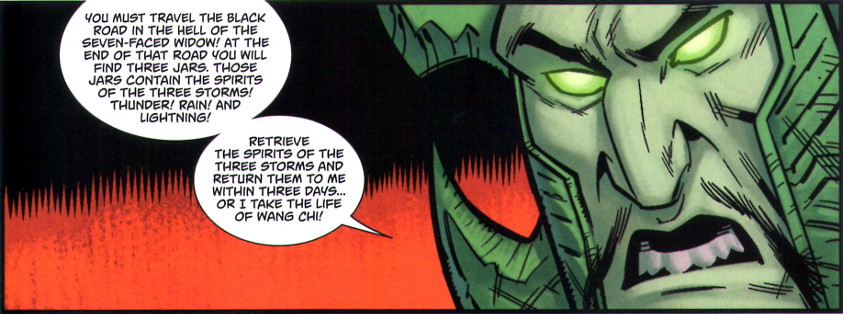 YOU MUST TRAVEL THE BLACK
ROAD IN THE HELL OF THE
SEVEN-FACED WIDOW! AT THE
END OF THAT ROAD YOU WILL
FIND THREE JARS. THOSE
JARS CONTAIN THE SPIRITS
OF THE THREE STORMS!
THUNDER! RAIN! AND
LIGHTNING!
RETRIEVE
THE SPIRITS OF THE
THREE STORMS AND
RETURN THEM TO ME
WITHIN THREE DAYS...
OR I TAKE THE LIFE
OF WANG CHI!